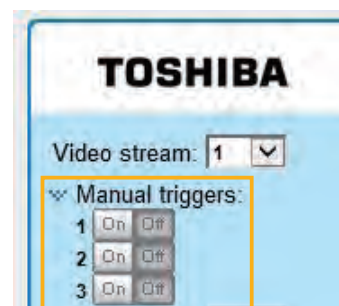 TOSHIBA
Video stream: 1
Manual triggers:
1 On Off
2 On Off
3 On Off